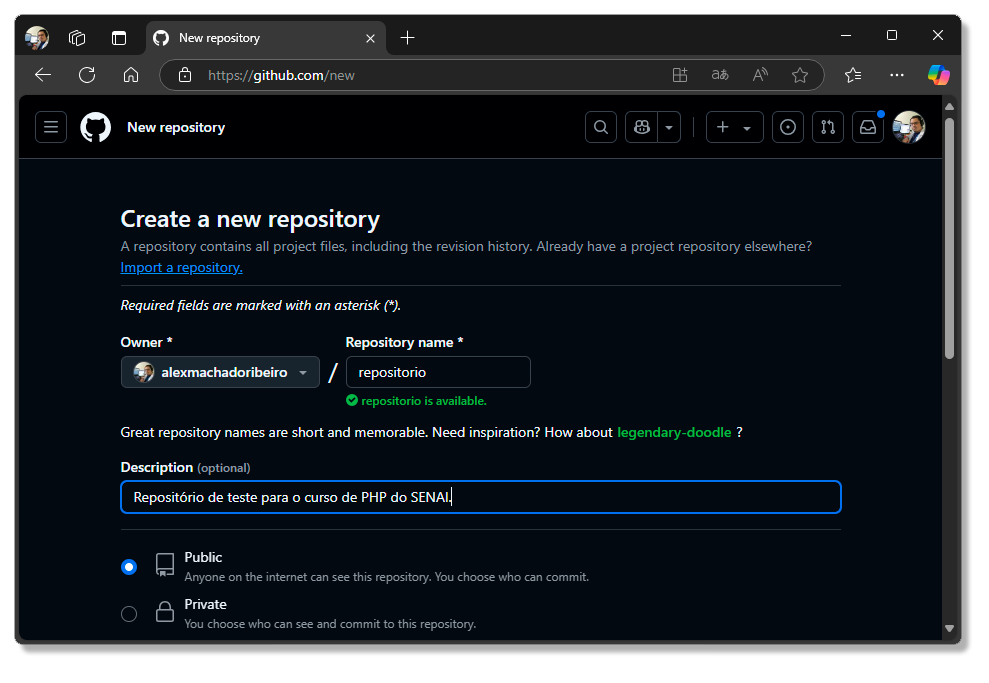 New repository
https://github.com/new
New repository
Create a new repository
A repository contains all project files, including the revision history. Already have a project repository elsewhere?
Import a repository.
Required fields are marked with an asterisk (*).
Owner *
Repository name *
alexmachadoribeiro
/
repositorio
repositorio is available.
Great repository names are short and memorable. Need inspiration? How about legendary-doodle ?
Description (optional)
Repositório de teste para o curso de PHP do SENAI.
Public
Anyone on the internet can see this repository. You choose who can commit.
Private
You choose who can see and commit to this repository.